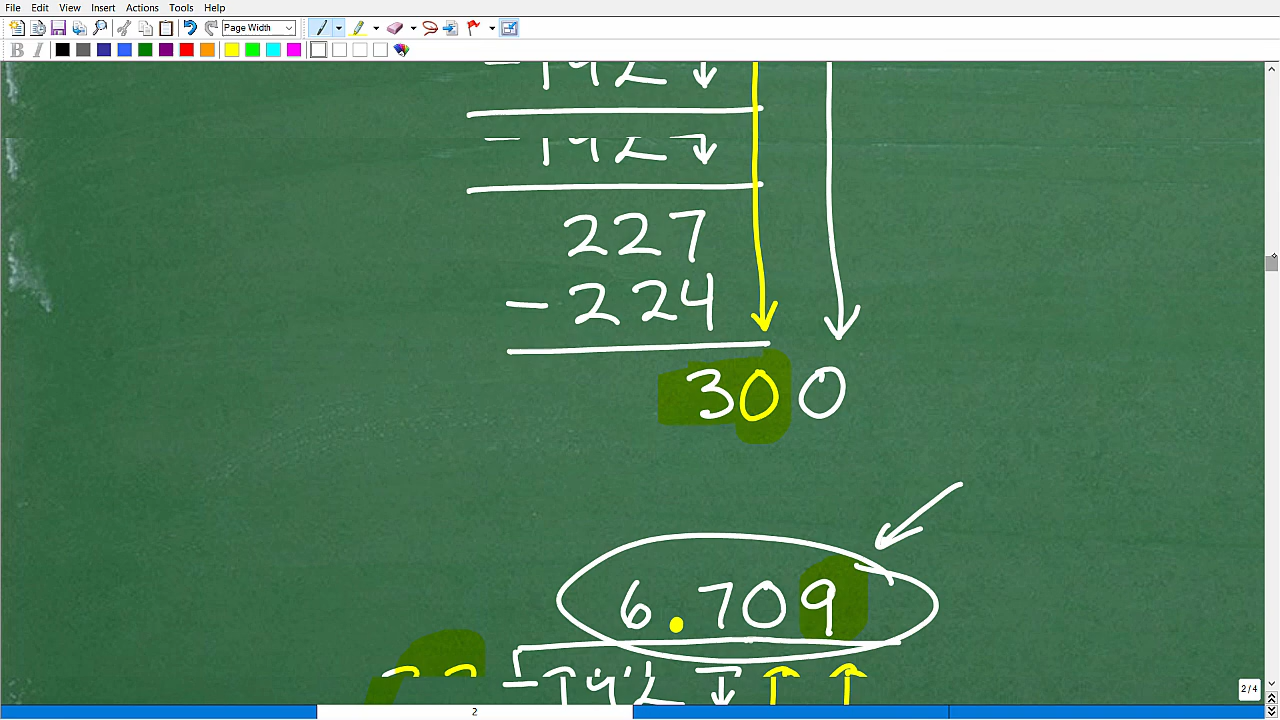 File Edit View Insert Actions Tools Help
Page Width
B I
227
- 224
300
6.709
2 / 4
2